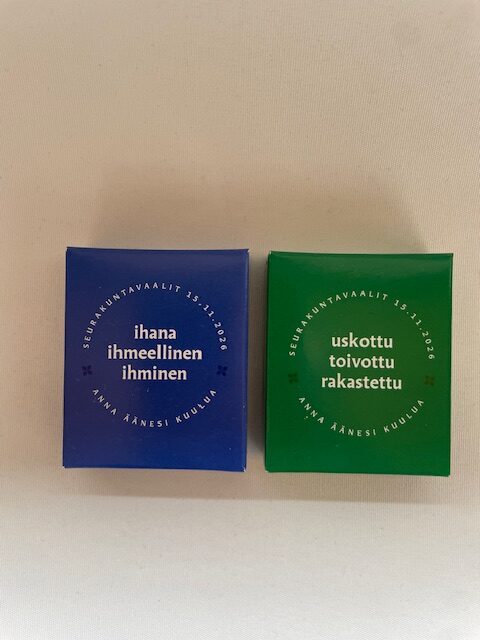 SEURAKUNTAVAALIT 15.11.2026
ihana
ihmeellinen
ihminen
ANNA ÄÄNESI KUULUA
SEURAKUNTAVAALIT 15.11.2026
uskottu
toivottu
rakastettu
ANNA ÄÄNESI KUULUA